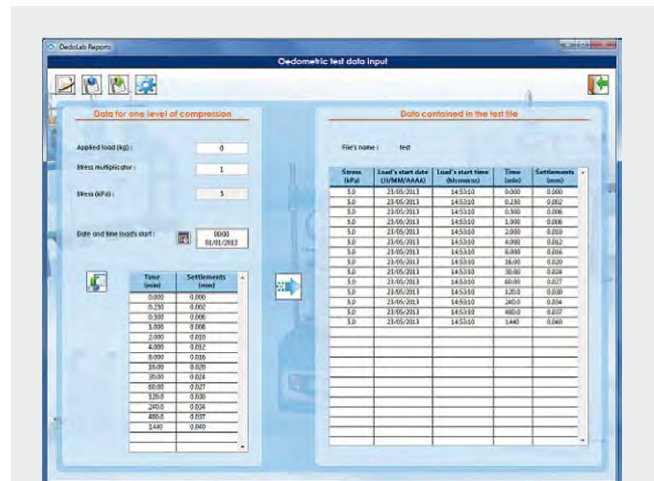 OedoLab Reports
Oedometric test data input
Data for one level of compression
Applied load (kg) : 0
Stress multiplicator : 1
Stress (kPa) : 5
Date and time load's start : 00:00
01/01/2013
Time (min) Settlements (mm)
0.000 0.000
0.250 0.002
0.500 0.006
1.000 0.008
2.000 0.010
4.000 0.012
8.000 0.016
16.00 0.020
30.00 0.024
60.00 0.027
120.0 0.030
240.0 0.034
480.0 0.037
1440 0.040
Data contained in the test file
File's name : test
Stress (kPa) Load's start date (JJ/MM/AAAA) Load's start time (hh:mm:ss) Time (min) Settlements (mm)
5.0 23/05/2013 14:53:10 0.000 0.000
5.0 23/05/2013 14:53:10 0.250 0.002
5.0 23/05/2013 14:53:10 0.500 0.006
5.0 23/05/2013 14:53:10 1.000 0.008
5.0 23/05/2013 14:53:10 2.000 0.010
5.0 23/05/2013 14:53:10 4.000 0.012
5.0 23/05/2013 14:53:10 8.000 0.016
5.0 23/05/2013 14:53:10 16.00 0.020
5.0 23/05/2013 14:53:10 30.00 0.024
5.0 23/05/2013 14:53:10 60.00 0.027
5.0 23/05/2013 14:53:10 120.0 0.030
5.0 23/05/2013 14:53:10 240.0 0.034
5.0 23/05/2013 14:53:10 480.0 0.037
5.0 23/05/2013 14:53:10 1440 0.040